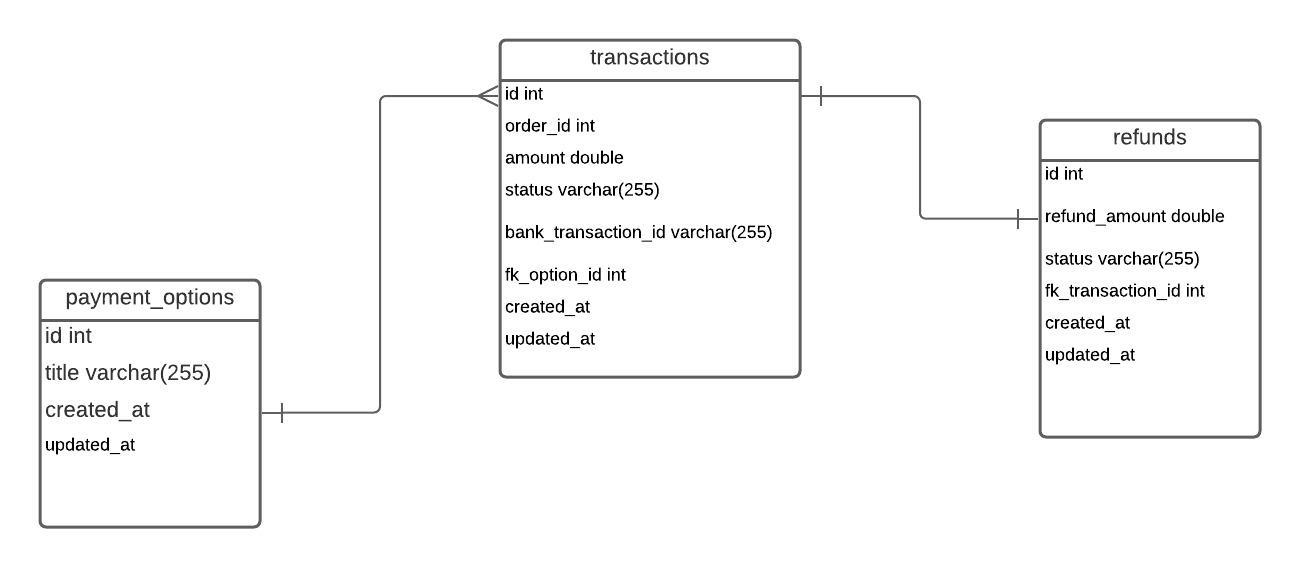 transactions
id int
order_id int
amount double
status varchar(255)
bank_transaction_id varchar(255)
fk_option_id int
created_at
updated_at
refunds
id int
refund_amount double
status varchar(255)
fk_transaction_id int
created_at
updated_at
payment_options
id int
title varchar(255)
created_at
updated_at